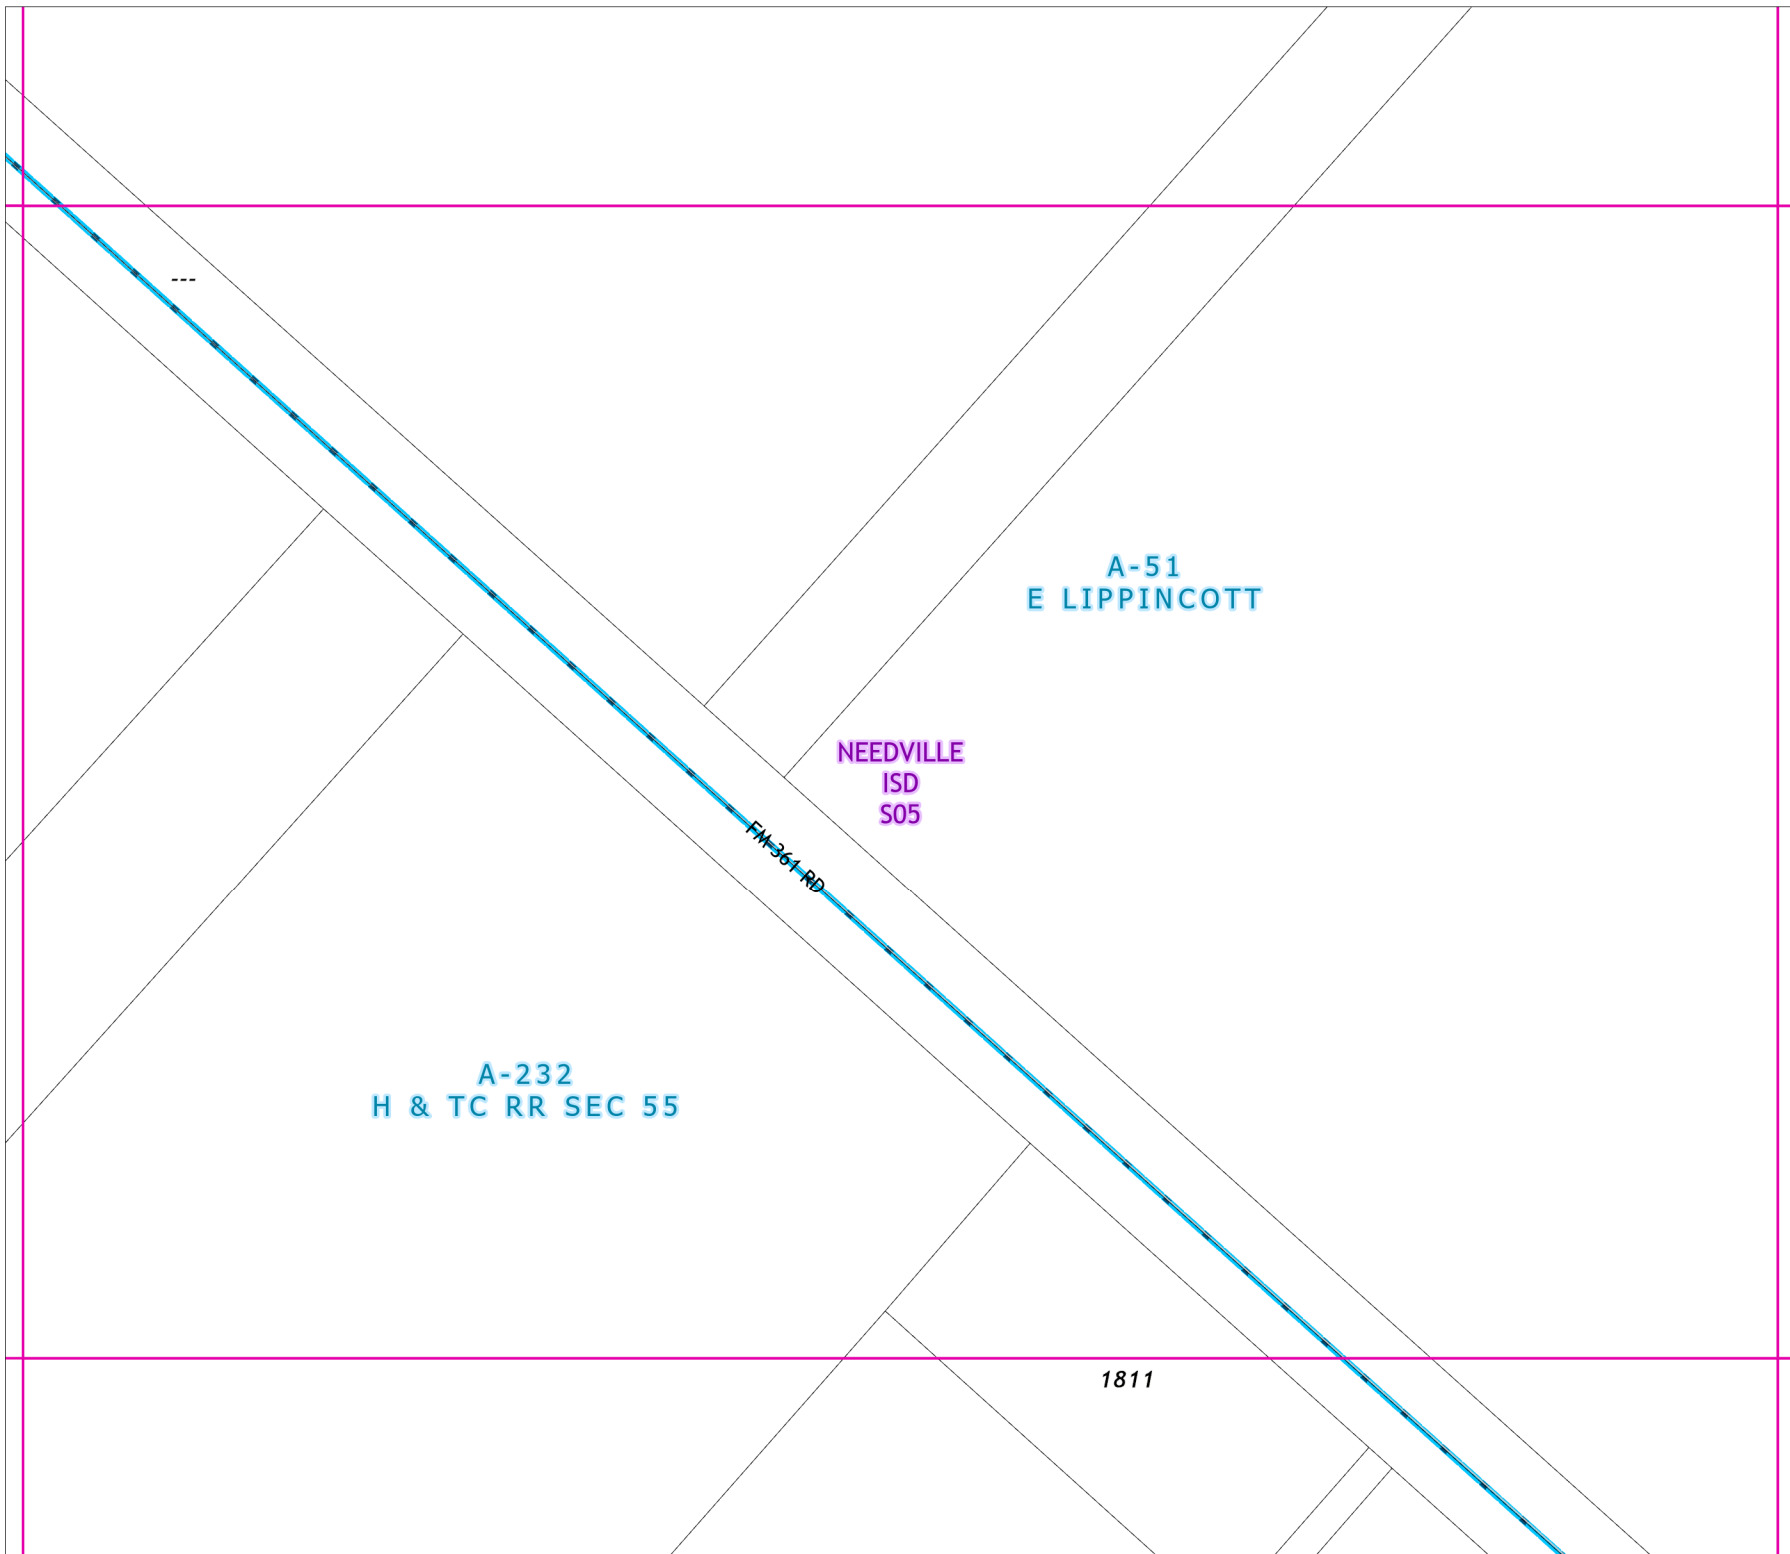 ---
A-51
E LIPPINCOTT
NEEDVILLE
ISD
S05
FM 361 RD
A-232
H & TC RR SEC 55
1811